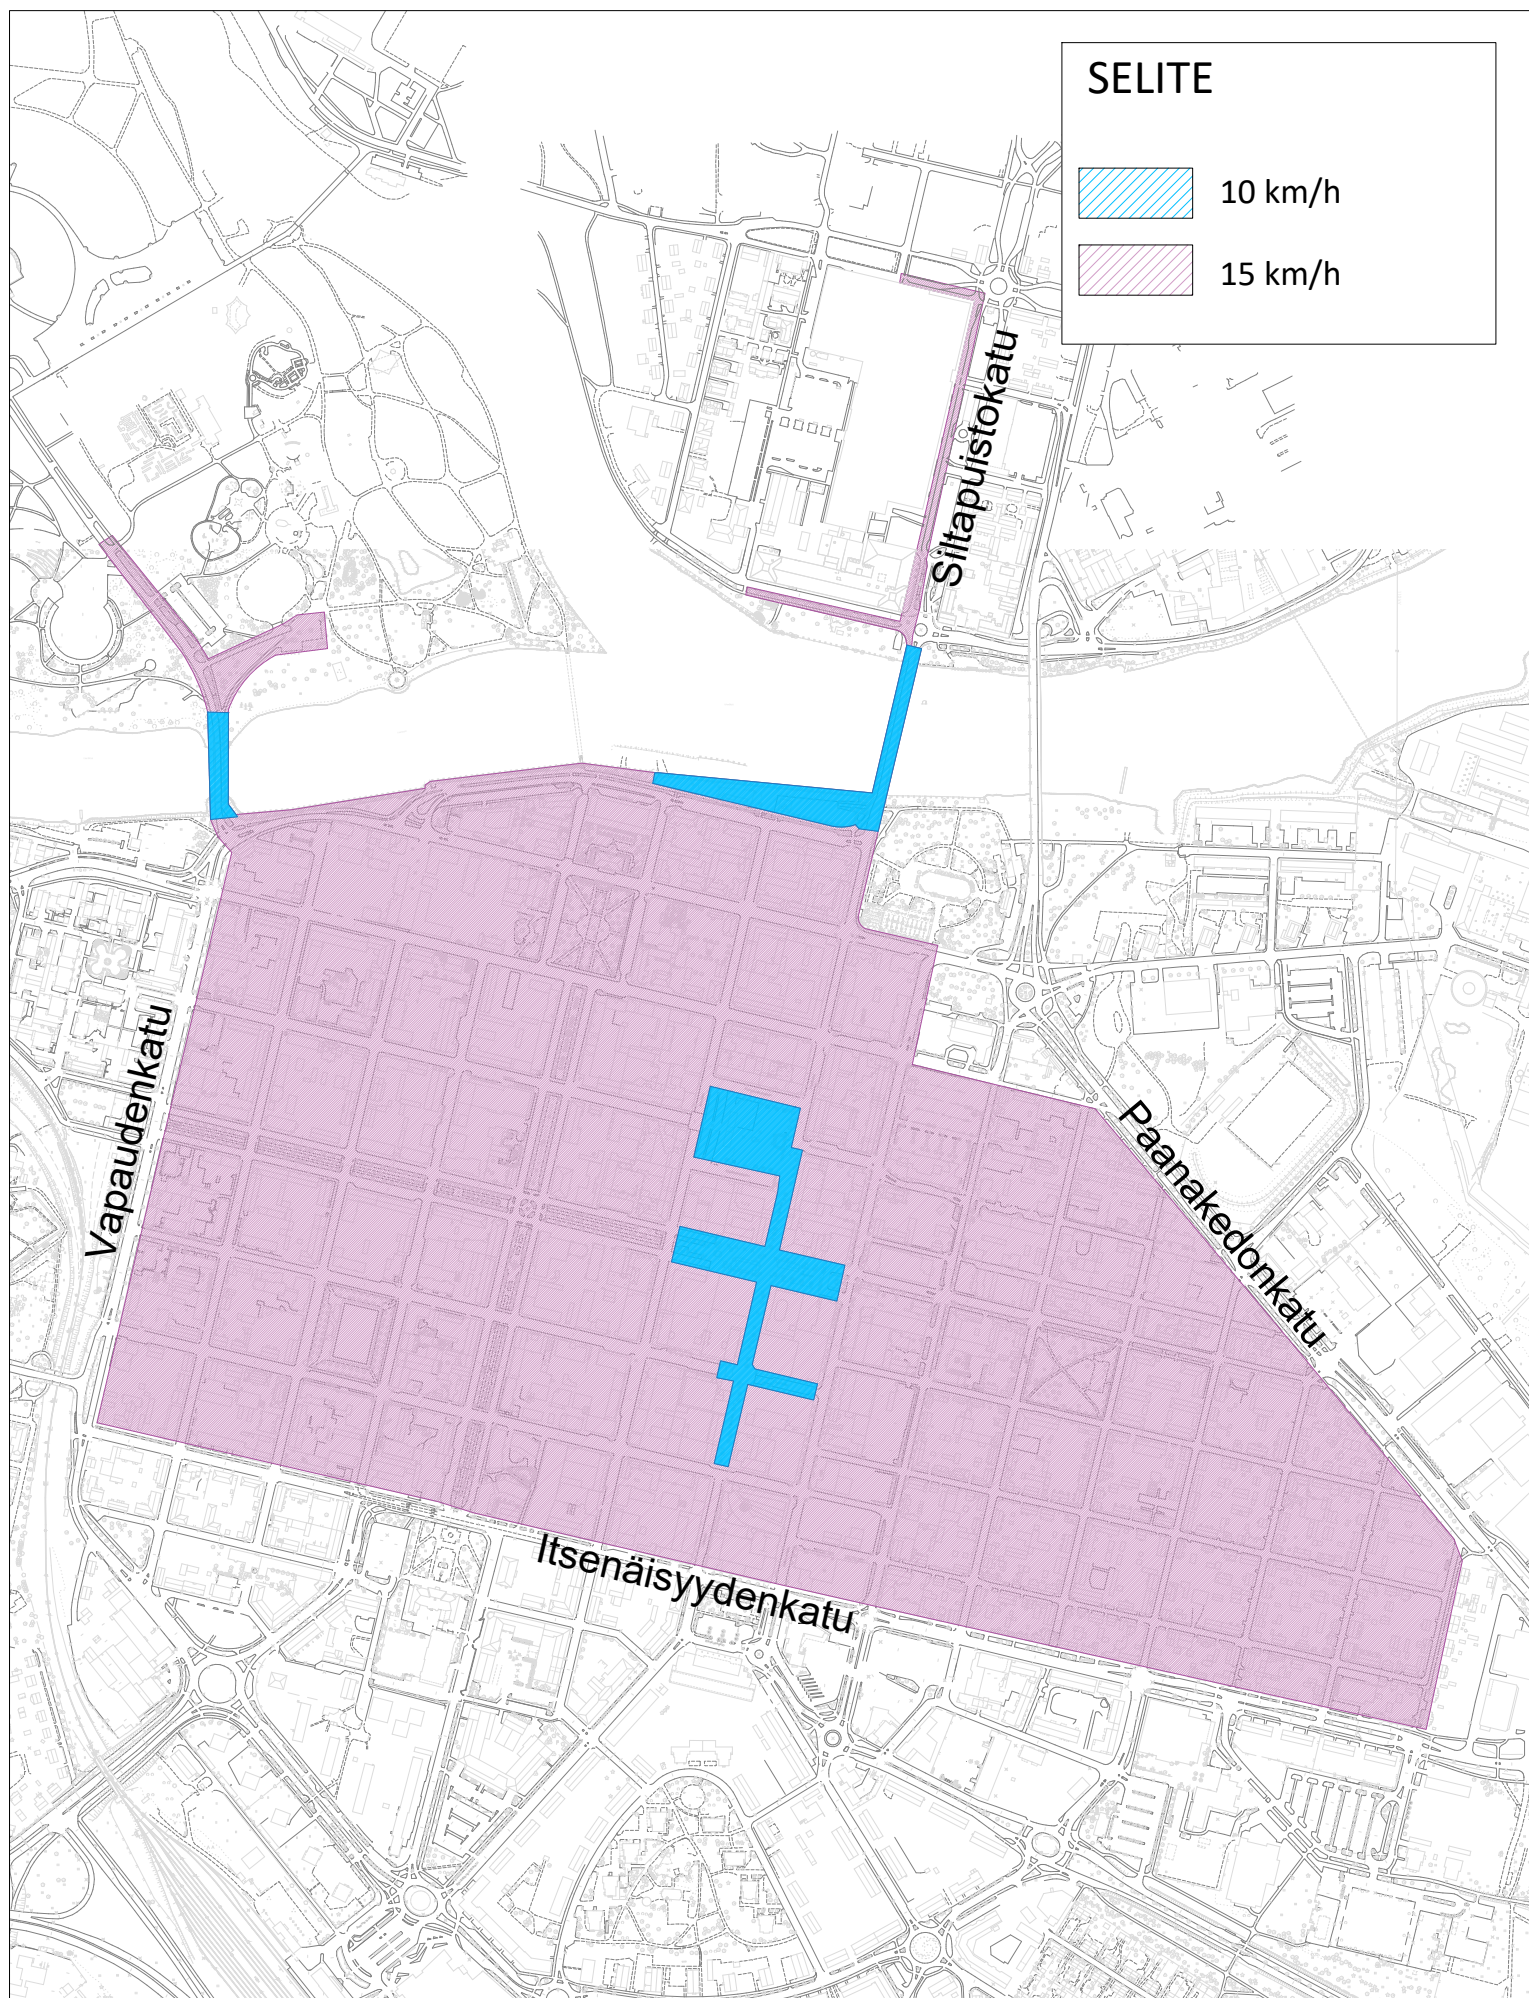 SELITE
10 km/h
15 km/h
Siltapuistokatu
Vapaudenkatu
Paanakedonkatu
Itsenäisyydenkatu